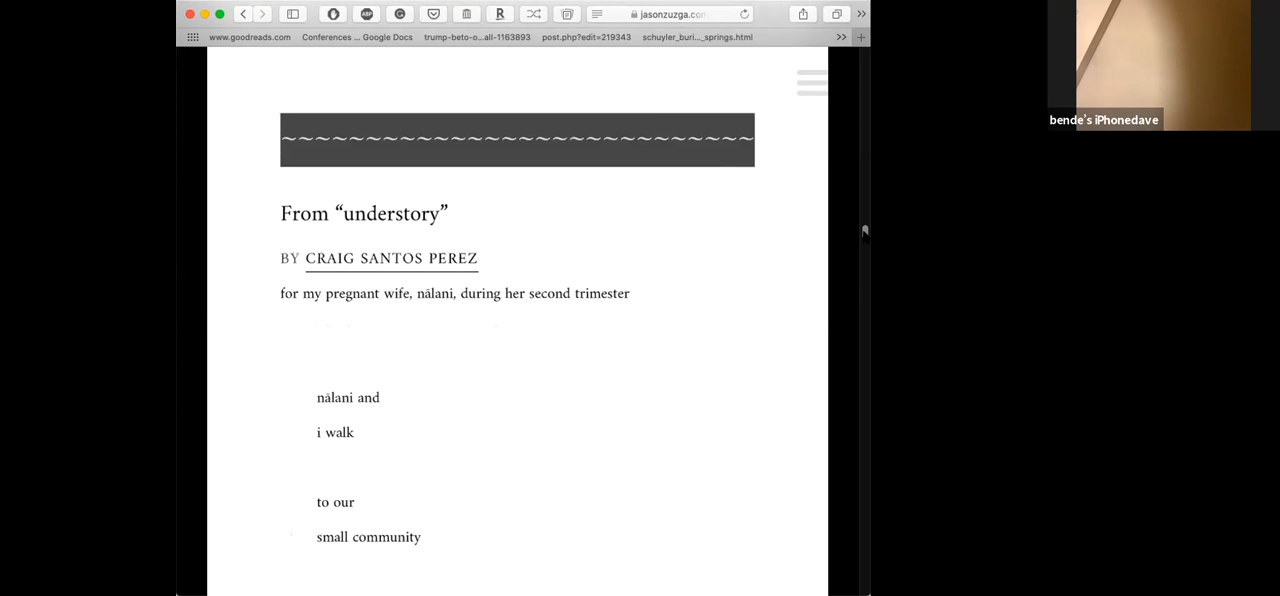 jasonzuzga.co
www.goodreads.com Conferences ... Google Docs trump-beto-o...all-1163893 post.php?edit=219343 schuyler_buri..._springs.html
ABP
R
bende's iPhonedave
~~~~~~~~~~~~~~~~~~~~~~~~~~~~
From “understory”
BY CRAIG SANTOS PEREZ
for my pregnant wife, nālani, during her second trimester
nālani and
i walk
to our
small community